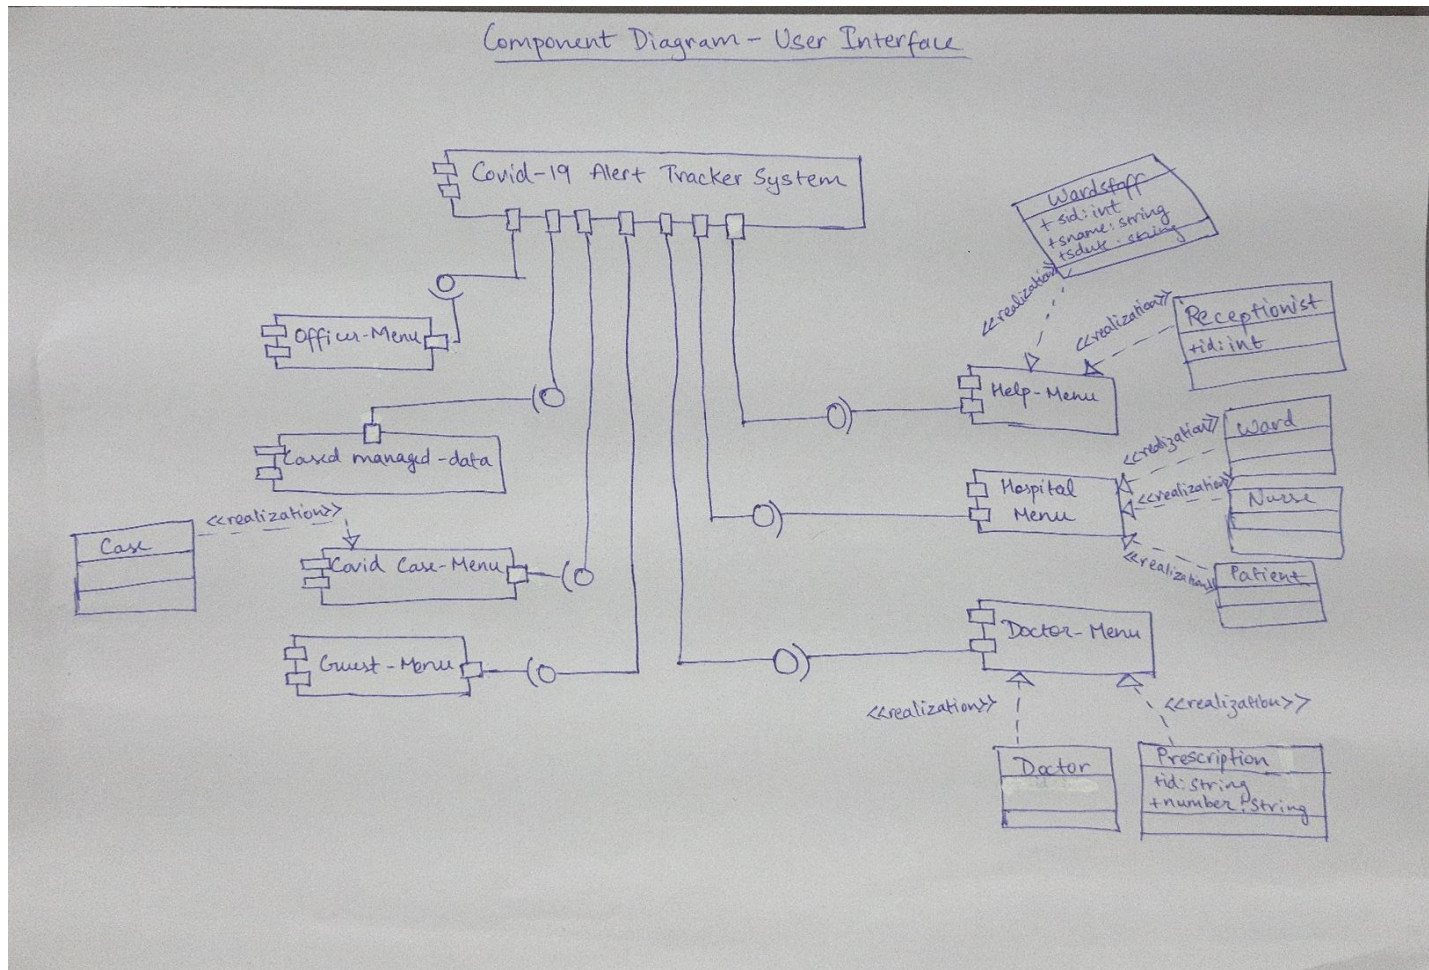 Component Diagram - User Interface
Covid-19 Alert Tracker System
Wardstaff
+ sid: int
+sname: string
+sdute: string
<<realization>>
<<realization>>
Receptionist
+id: int
Officer-Menu
Help-Menu
Cased managed-data
<<realization>>
Ward
Hospital
Menu
<<realization>>
Nurse
<<realization>>
Case
<<realization>>
Covid Case-Menu
Patient
Guest-Menu
Doctor-Menu
<<realization>>
<<realization>>
Doctor
Prescription
+id: string
+number: String